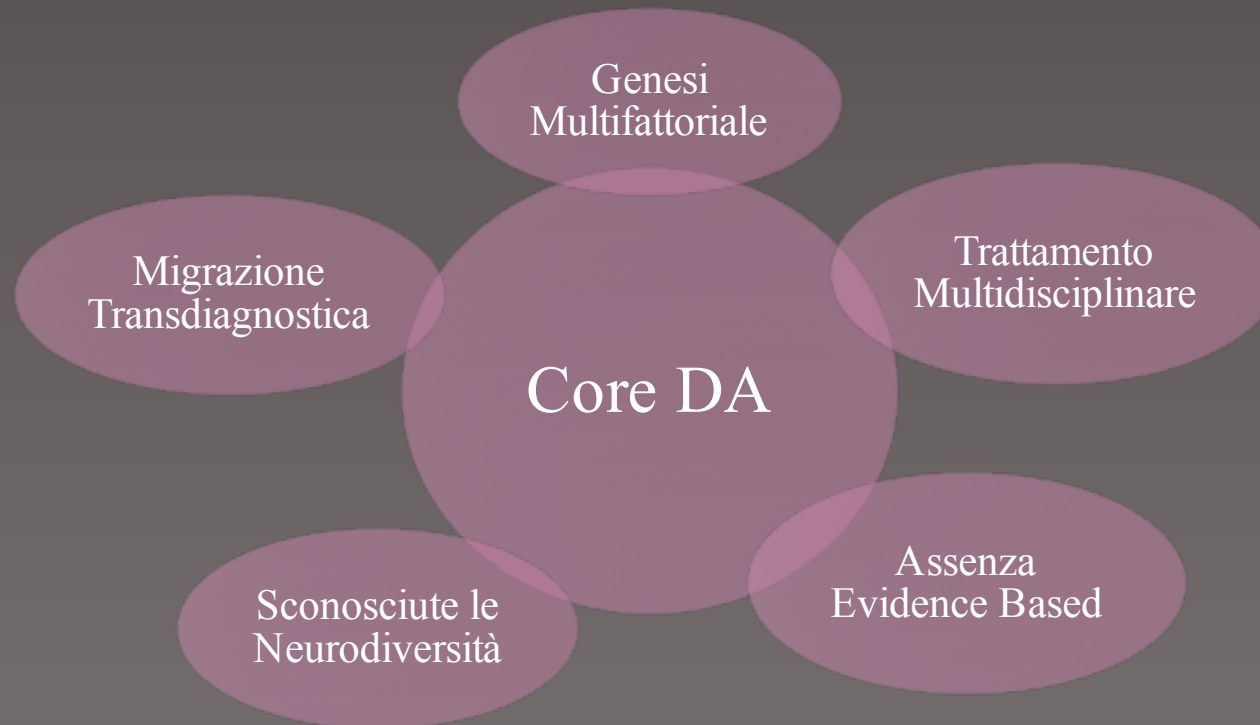 Genesi
Multifattoriale
Trattamento
Multidisciplinare
Migrazione
Transdiagnostica
Core DA
Assenza
Evidence Based
Sconosciute le
Neurodiversità